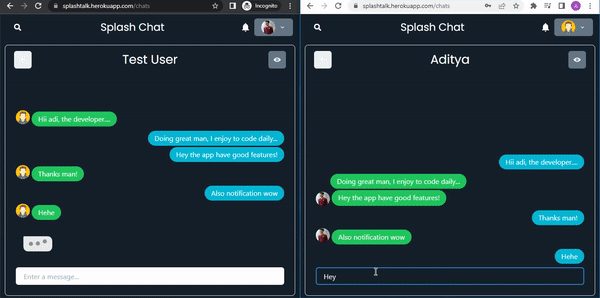 splashtalk.herokuapp.com/chats
Incognito
Splash Chat
Test User
Hii adi, the developer....
Doing great man, I enjoy to code daily...
Hey the app have good features!
Thanks man!
Also notification wow
Hehe
Enter a message...
splashtalk.herokuapp.com/chats
Splash Chat
Aditya
Hii adi, the developer....
Doing great man, I enjoy to code daily...
Hey the app have good features!
Thanks man!
Also notification wow
Hehe
Hey